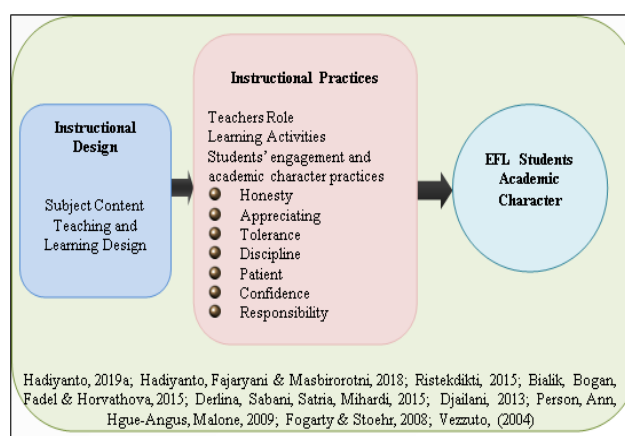 Instructional
Design
Subject Content
Teaching and
Learning Design
Instructional Practices
Teachers Role
Learning Activities
Students' engagement and
academic character practices
Honesty
Appreciating
Tolerance
Discipline
Patient
Confidence
Responsibility
EFL Students
Academic
Character
Hadiyanto, 2019a; Hadiyanto, Fajaryani & Masbirorotni, 2018; Ristekdikti, 2015; Bialik, Bogan,
Fadel & Horvathova, 2015; Derlina, Sabani, Satria, Mihardi, 2015; Djailani, 2013; Person, Ann,
Hgue-Angus, Malone, 2009; Fogarty & Stoehr, 2008; Vezzuto, (2004)